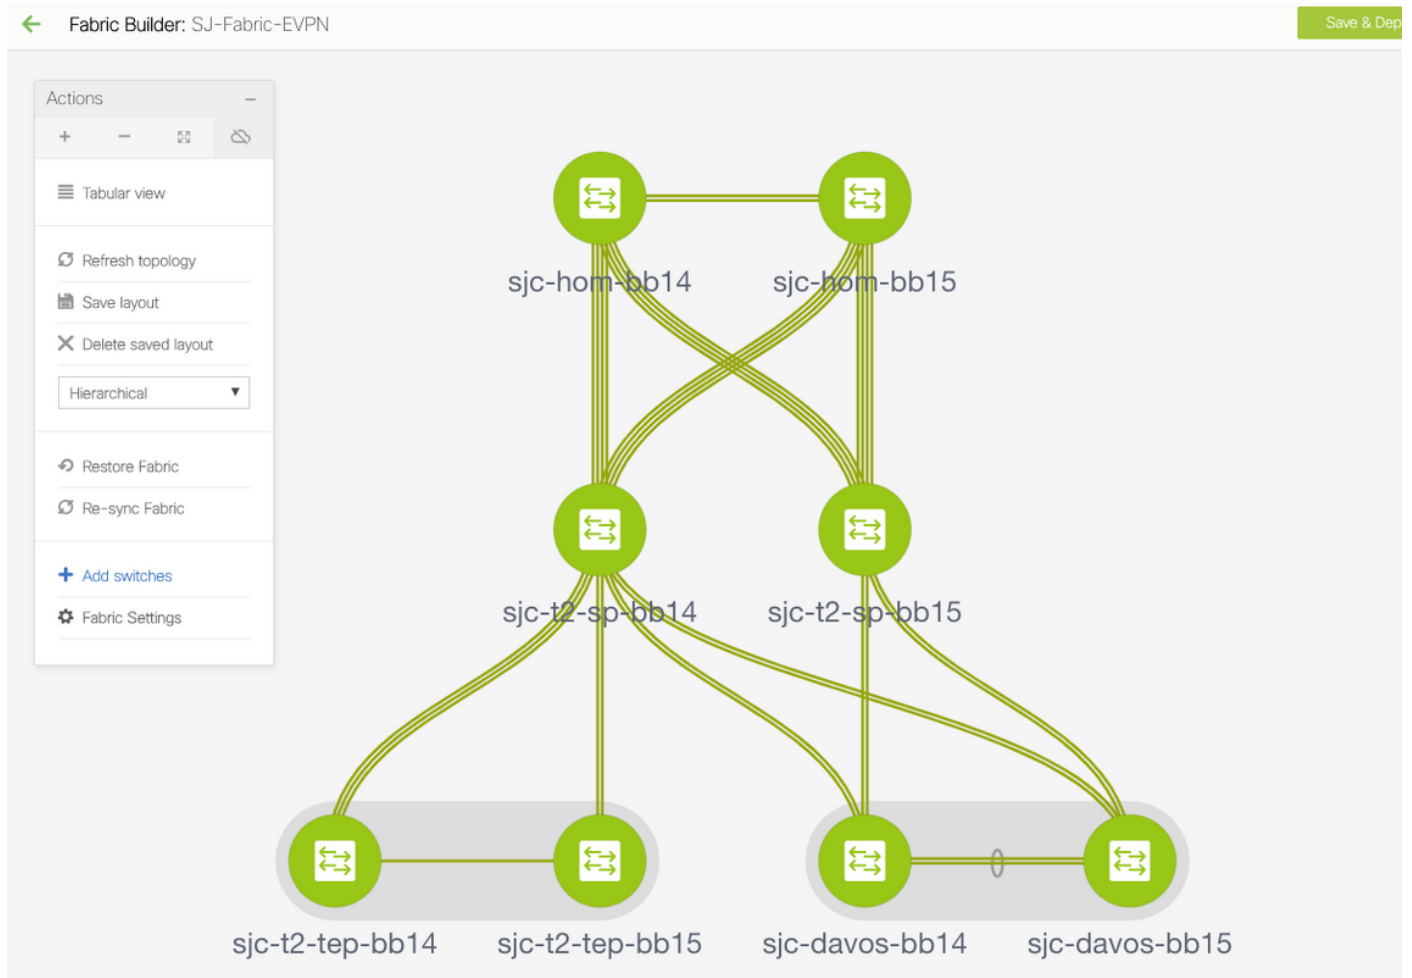 Fabric Builder: SJ-Fabric-EVPN
Save & Dep
Actions
Tabular view
Refresh topology
Save layout
Delete saved layout
Hierarchical
Restore Fabric
Re-sync Fabric
Add switches
Fabric Settings
sjc-hom-bb14
sjc-hom-bb15
sjc-t2-sp-bb14
sjc-t2-sp-bb15
sjc-t2-tep-bb14
sjc-t2-tep-bb15
sjc-davos-bb14
sjc-davos-bb15